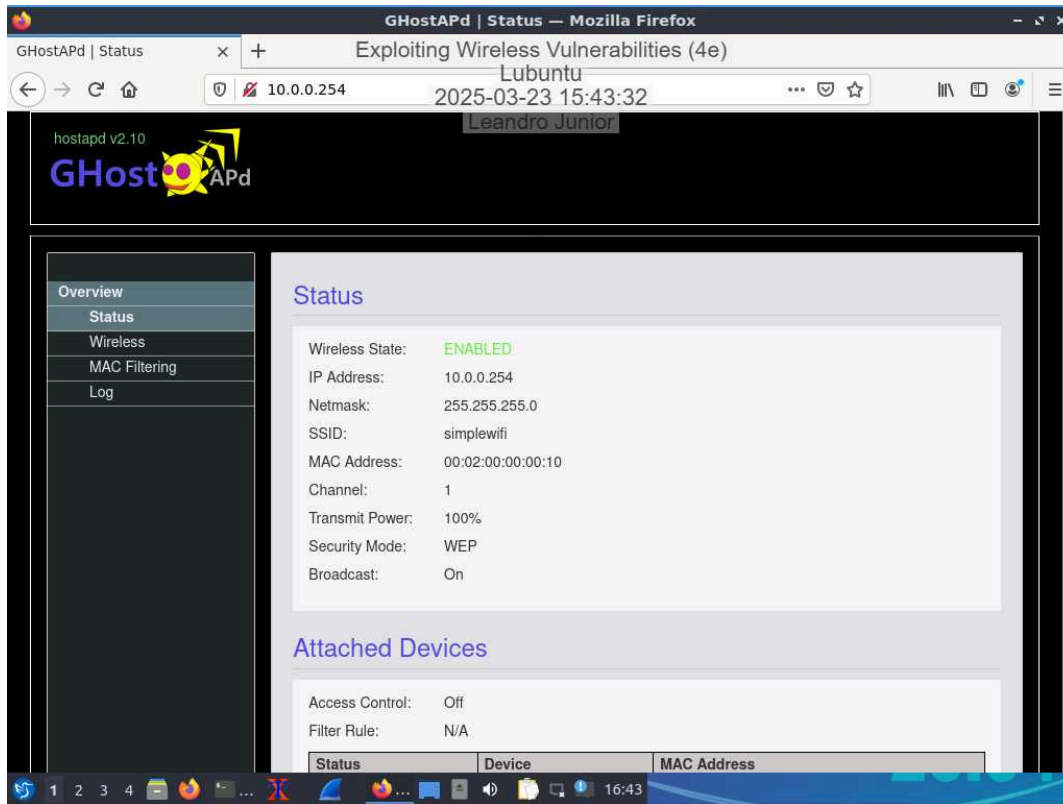 GHostAPd | Status — Mozilla Firefox
GHostAPd | Status
Exploiting Wireless Vulnerabilities (4e)
Lubuntu
10.0.0.254
2025-03-23 15:43:32
Leandro Junior
hostapd v2.10
GHost APd
Overview
Status
Wireless
MAC Filtering
Log
Status
Wireless State: ENABLED
IP Address: 10.0.0.254
Netmask: 255.255.255.0
SSID: simplewifi
MAC Address: 00:02:00:00:00:10
Channel: 1
Transmit Power: 100%
Security Mode: WEP
Broadcast: On
Attached Devices
Access Control: Off
Filter Rule: N/A
Status Device MAC Address
1 2 3 4 ... ... 16:43